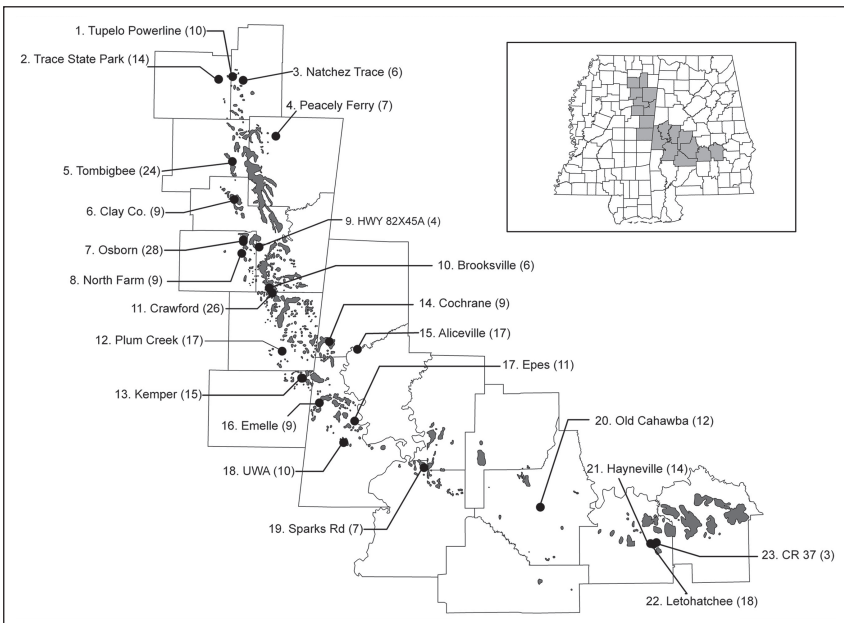 1. Tupelo Powerline (10)
2. Trace State Park (14)
3. Natchez Trace (6)
4. Peacely Ferry (7)
5. Tombigbee (24)
6. Clay Co. (9)
7. Osborn (28)
8. North Farm (9)
9. HWY 82X45A (4)
10. Brooksville (6)
11. Crawford (26)
12. Plum Creek (17)
13. Kemper (15)
14. Cochrane (9)
15. Aliceville (17)
16. Emelle (9)
17. Epes (11)
18. UWA (10)
19. Sparks Rd (7)
20. Old Cahawba (12)
21. Hayneville (14)
22. Letohatchee (18)
23. CR 37 (3)